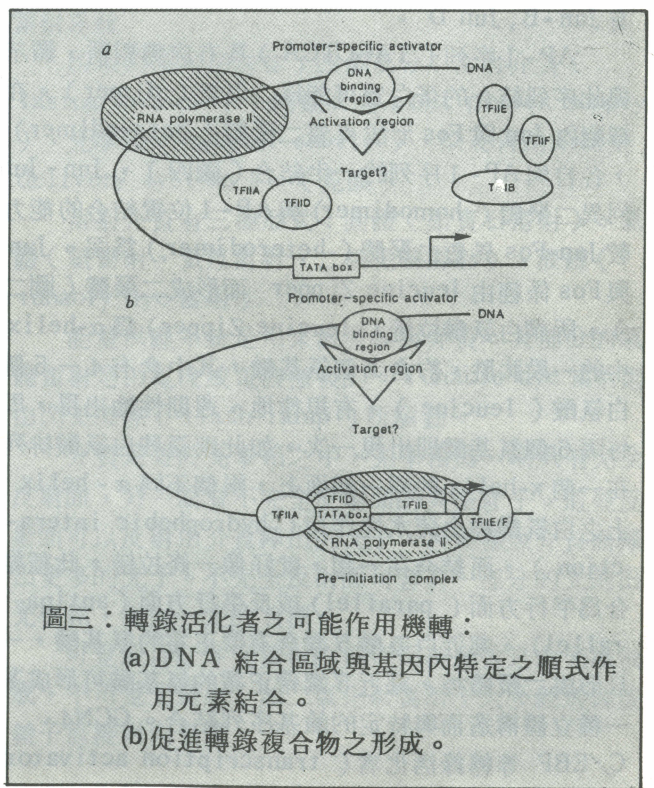 a
Promoter-specific activator
DNA
DNA
binding
region
RNA polymerase II
Activation region
TFIIE
TFIIF
Target?
TFIIA
TFIID
TFIIB
TATA box
b
Promoter-specific activator
DNA
DNA
binding
region
Activation region
Target?
TFIIA
TFIID
TATA box
TFIIB
TFIIE/F
RNA polymerase II
Pre-initiation complex
圖三：轉錄活化者之可能作用機轉：
(a)DNA 結合區域與基因內特定之順式作
用元素結合。
(b)促進轉錄複合物之形成。